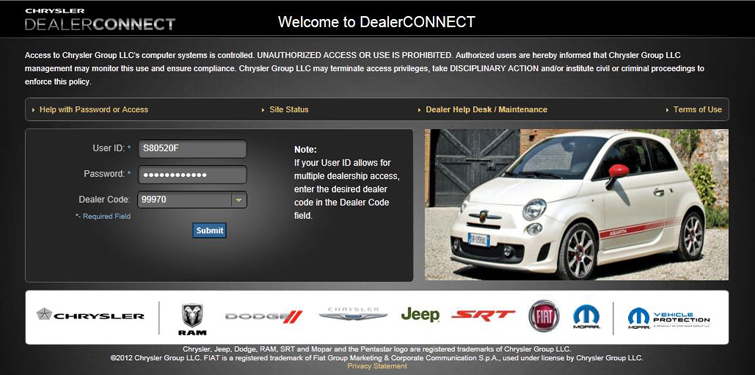 CHRYSLER
DEALERCONNECT
Welcome to DealerCONNECT
Access to Chrysler Group LLC's computer systems is controlled. UNAUTHORIZED ACCESS OR USE IS PROHIBITED. Authorized users are hereby informed that Chrysler Group LLC
management may monitor this use and ensure compliance. Chrysler Group LLC may terminate access privileges, take DISCIPLINARY ACTION and/or institute civil or criminal proceedings to
enforce this policy.
Help with Password or Access
Site Status
Dealer Help Desk / Maintenance
Terms of Use
User ID: * S80520F
Password: * ••••••••••••
Dealer Code: 99970
*- Required Field
Submit
Note:
If your User ID allows for
multiple dealership access,
enter the desired dealer
code in the Dealer Code
field.
ABARTH
CHRYSLER
RAM
DODGE
CHRYSLER
Jeep
SRT
FIAT
MOPAR
MOPAR
VEHICLE
PROTECTION
Chrysler, Jeep, Dodge, RAM, SRT and Mopar and the Pentastar logo are registered trademarks of Chrysler Group LLC.
©2012 Chrysler Group LLC. FIAT is a registered trademark of Fiat Group Marketing & Corporate Communication S.p.A., used under license by Chrysler Group LLC.
Privacy Statement